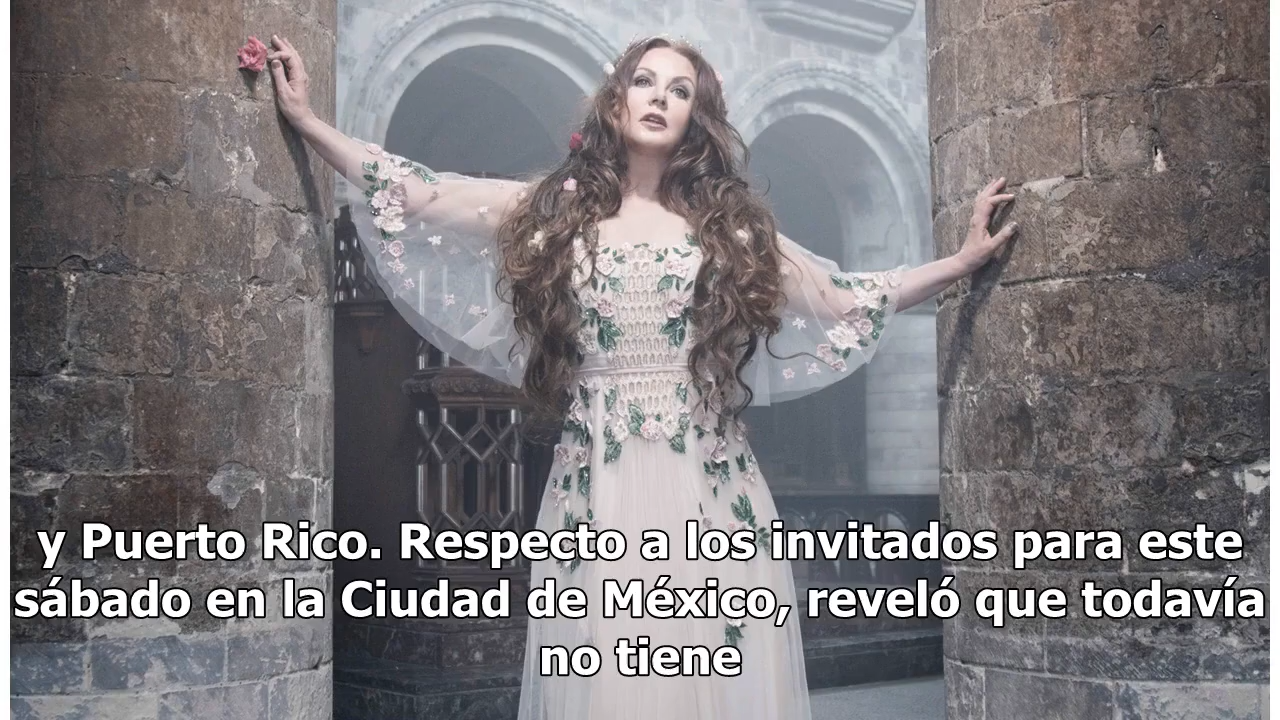 y Puerto Rico. Respecto a los invitados para este
sábado en la Ciudad de México, reveló que todavía
no tiene